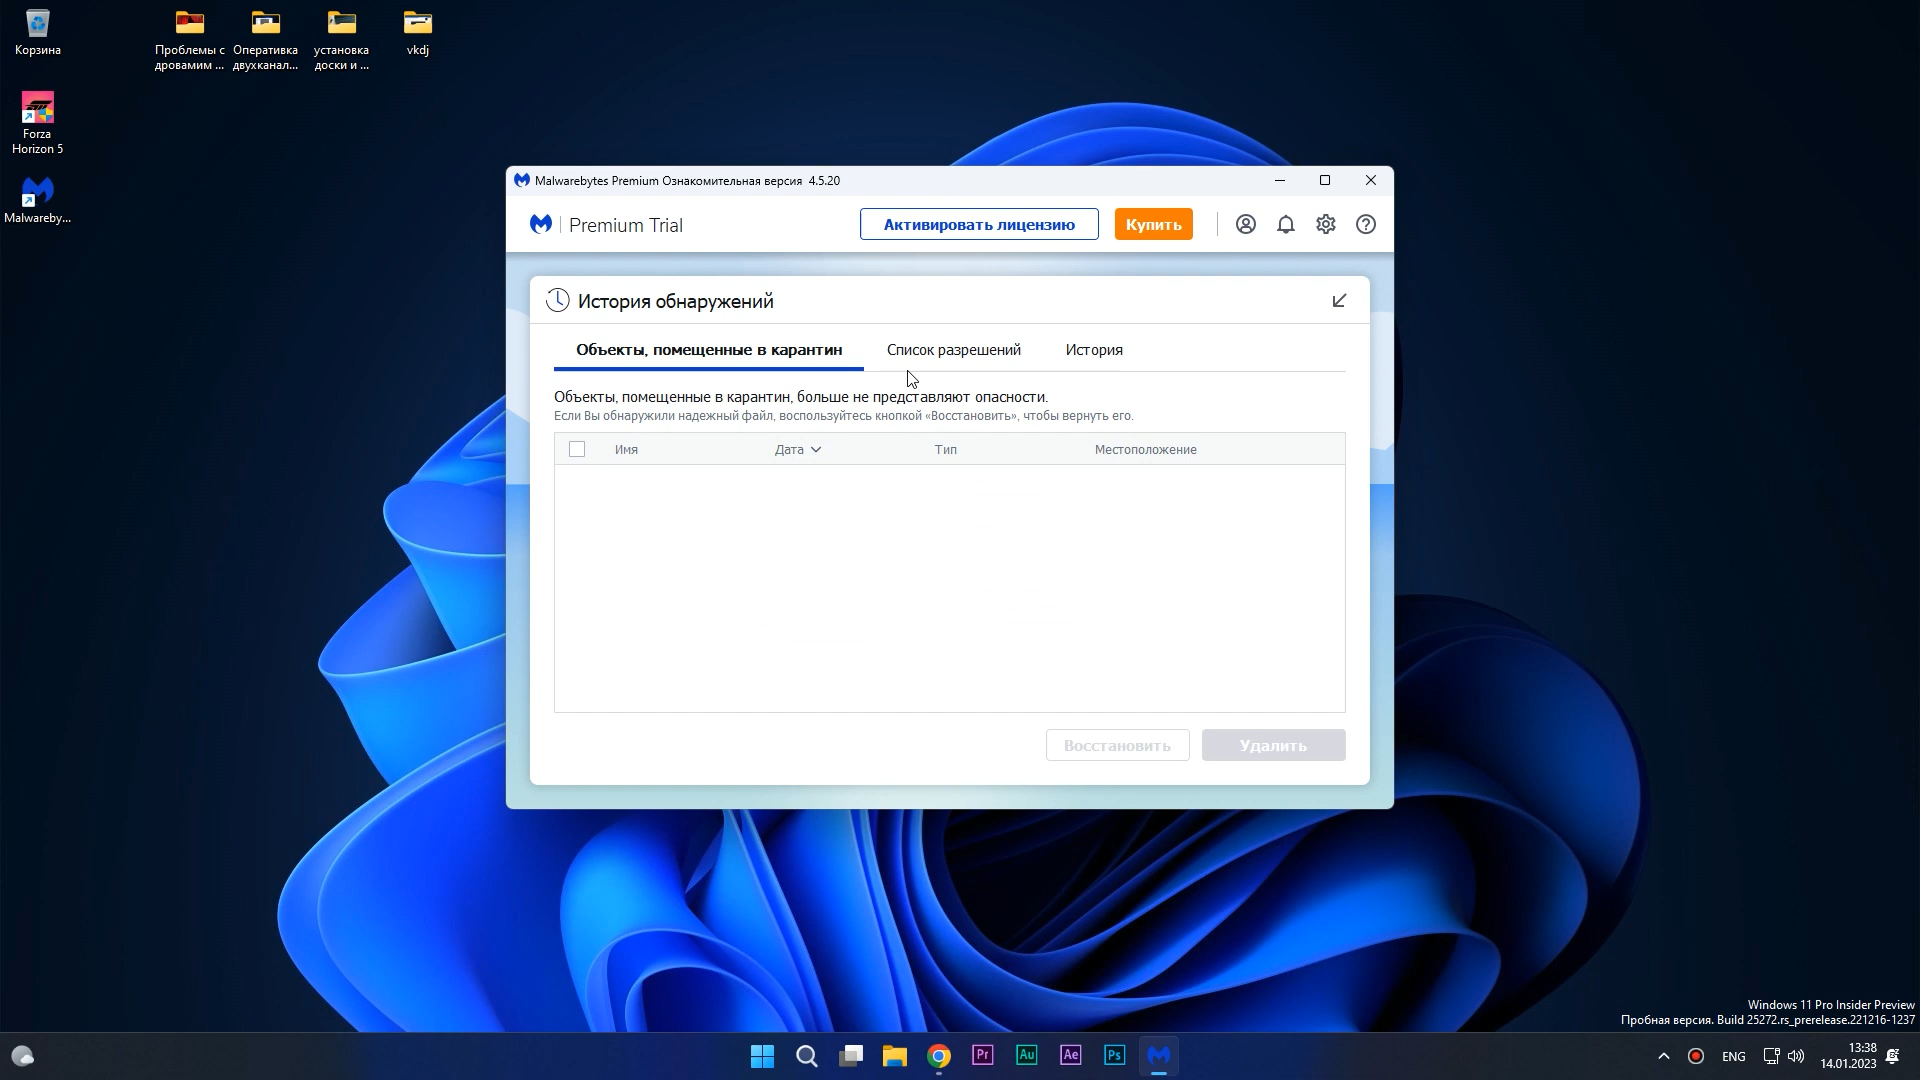 Корзина
Проблемы с
дровамим ...
Оперативка
двухканал...
установка
доски и ...
vkdj
Forza
Horizon 5
Malwareby...
Malwarebytes Premium Ознакомительная версия 4.5.20
Premium Trial
Активировать лицензию
Купить
История обнаружений
Объекты, помещенные в карантин
Список разрешений
История
Объекты, помещенные в карантин, больше не представляют опасности.
Если Вы обнаружили надежный файл, воспользуйтесь кнопкой «Восстановить», чтобы вернуть его.
Имя
Дата
Тип
Местоположение
Восстановить
Удалить
Windows 11 Pro Insider Preview
Пробная версия. Build 25272.rs_prerelease.221216-1237
Pr
Au
Ae
Ps
ENG
13:38
14.01.2023